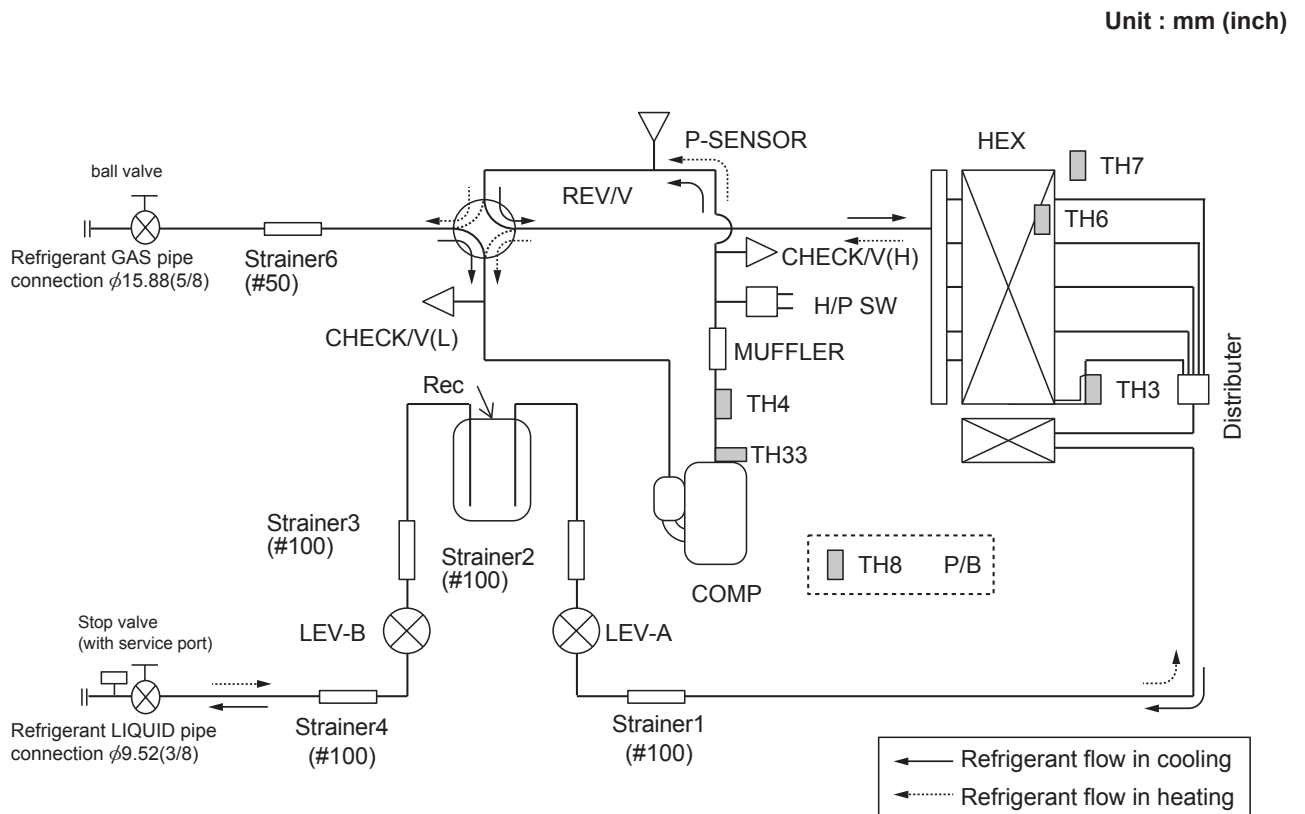 Unit : mm (inch)
P-SENSOR
HEX
TH7
ball valve
REV/V
TH6
Refrigerant GAS pipe
connection ϕ15.88(5/8)
Strainer6
(#50)
CHECK/V(H)
H/P SW
CHECK/V(L)
MUFFLER
Rec
TH4
TH3
Distributer
TH33
Strainer3
(#100)
Strainer2
(#100)
TH8 P/B
COMP
LEV-B
LEV-A
Stop valve
(with service port)
Refrigerant LIQUID pipe
connection ϕ9.52(3/8)
Strainer4
(#100)
Strainer1
(#100)
Refrigerant flow in cooling
Refrigerant flow in heating